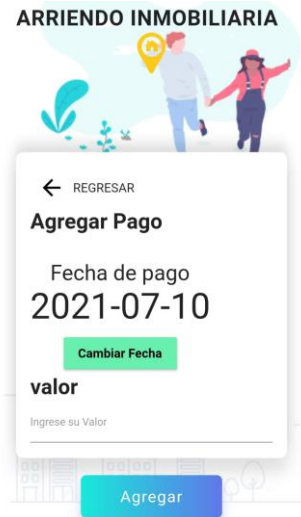 ARRIENDO INMOBILIARIA
REGRESAR
Agregar Pago
Fecha de pago
2021-07-10
Cambiar Fecha
valor
Ingrese su Valor
Agregar